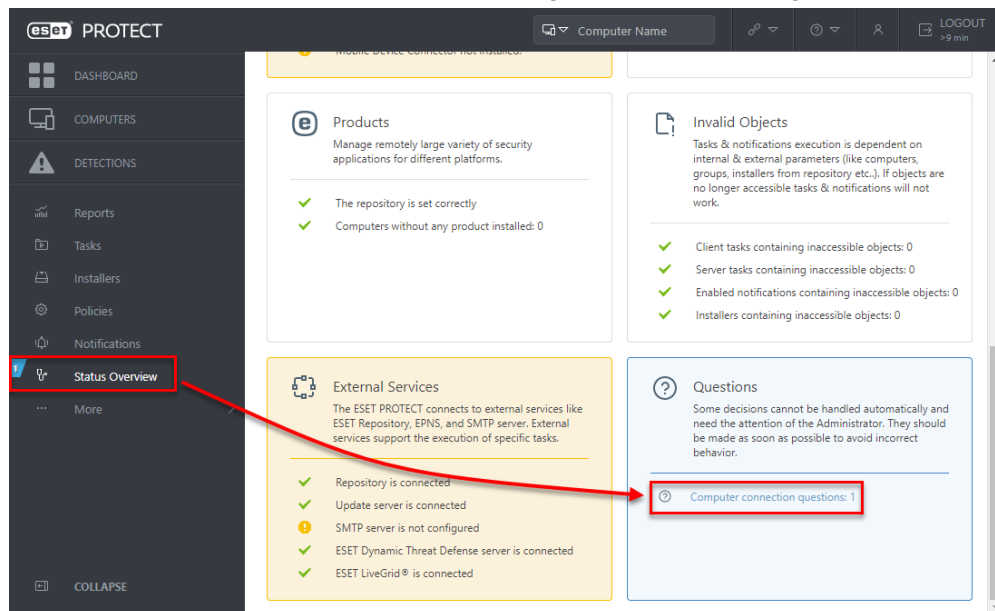 eset PROTECT
Computer Name
LOGOUT
>9 min
Mobile Device Connector not installed.
DASHBOARD
COMPUTERS
DETECTIONS
Reports
Tasks
Installers
Policies
Notifications
1
Status Overview
More
COLLAPSE
e
Products
Manage remotely large variety of security
applications for different platforms.
The repository is set correctly
Computers without any product installed: 0
Invalid Objects
Tasks & notifications execution is dependent on
internal & external parameters (like computers,
groups, installers from repository etc..). If objects are
no longer accessible tasks & notifications will not
work.
Client tasks containing inaccessible objects: 0
Server tasks containing inaccessible objects: 0
Enabled notifications containing inaccessible objects: 0
Installers containing inaccessible objects: 0
External Services
The ESET PROTECT connects to external services like
ESET Repository, EPNS, and SMTP server. External
services support the execution of specific tasks.
Repository is connected
Update server is connected
SMTP server is not configured
ESET Dynamic Threat Defense server is connected
ESET LiveGrid® is connected
Questions
Some decisions cannot be handled automatically and
need the attention of the Administrator. They should
be made as soon as possible to avoid incorrect
behavior.
Computer connection questions: 1